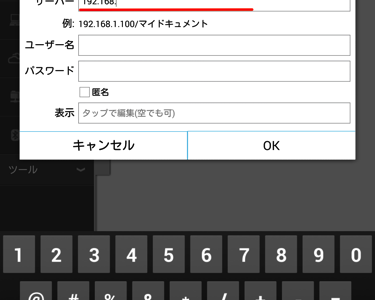 サーバー 192.168.
例: 192.168.1.100/マイドキュメント
ユーザー名
パスワード
匿名
表示 タップで編集(空でも可)
キャンセル OK
ツール
1 2 3 4 5 6 7 8 9 0
@ # % &